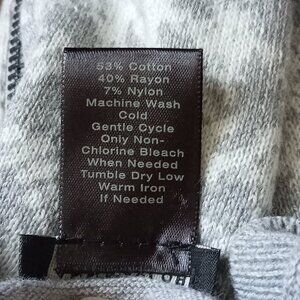 53% Cotton
40% Rayon
7% Nylon
Machine Wash
Cold
Gentle Cycle
Only Non-
Chlorine Bleach
When Needed
Tumble Dry Low
Warm Iron
If Needed